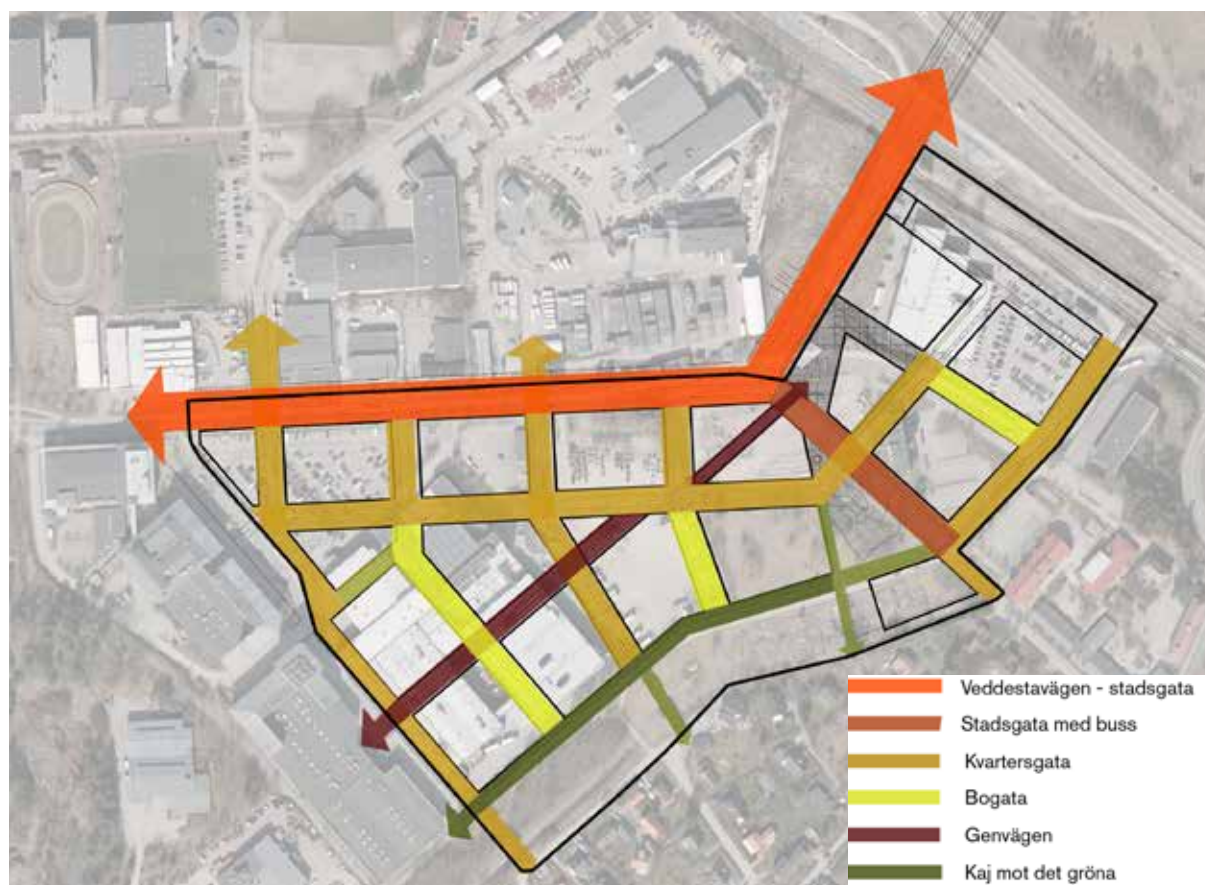 Veddestavägen - stadsgata
Stadsgata med buss
Kvartersgata
Bogata
Genvägen
Kaj mot det gröna